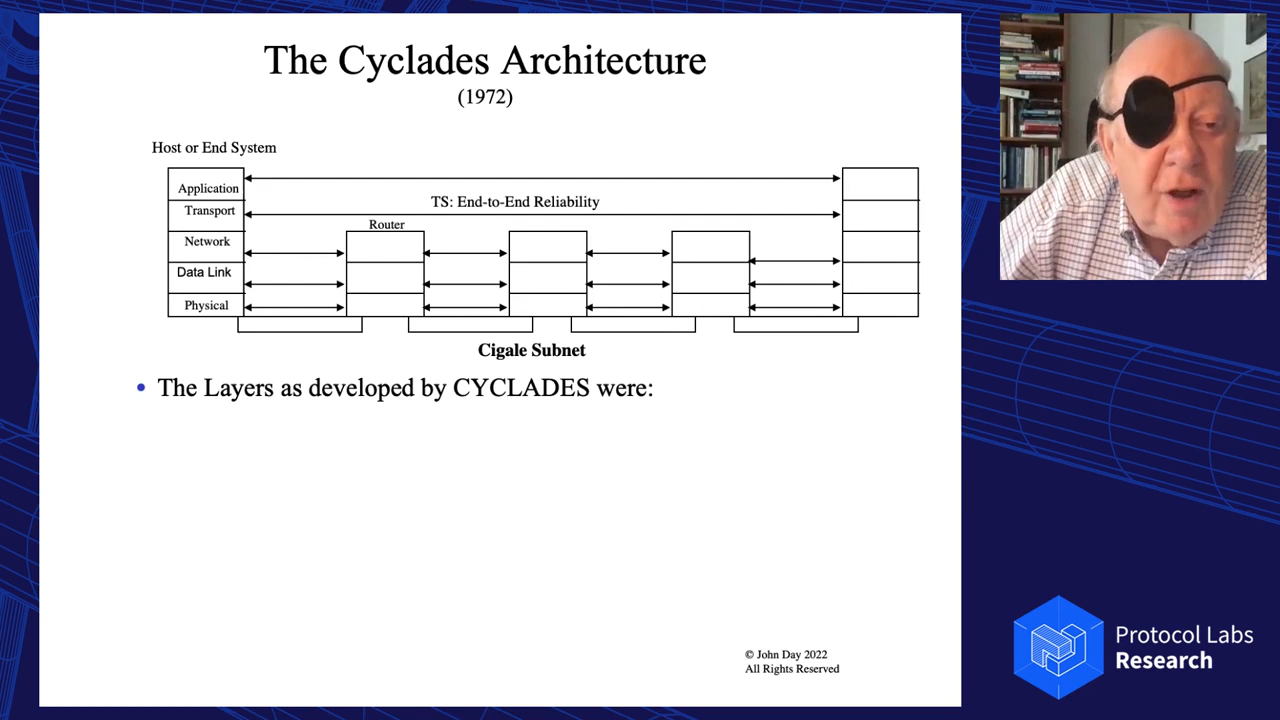 The Cyclades Architecture
(1972)
Host or End System
Application
TS: End-to-End Reliability
Transport
Router
Network
Data Link
Physical
Cigale Subnet
• The Layers as developed by CYCLADES were:
© John Day 2022
All Rights Reserved
Protocol Labs
Research